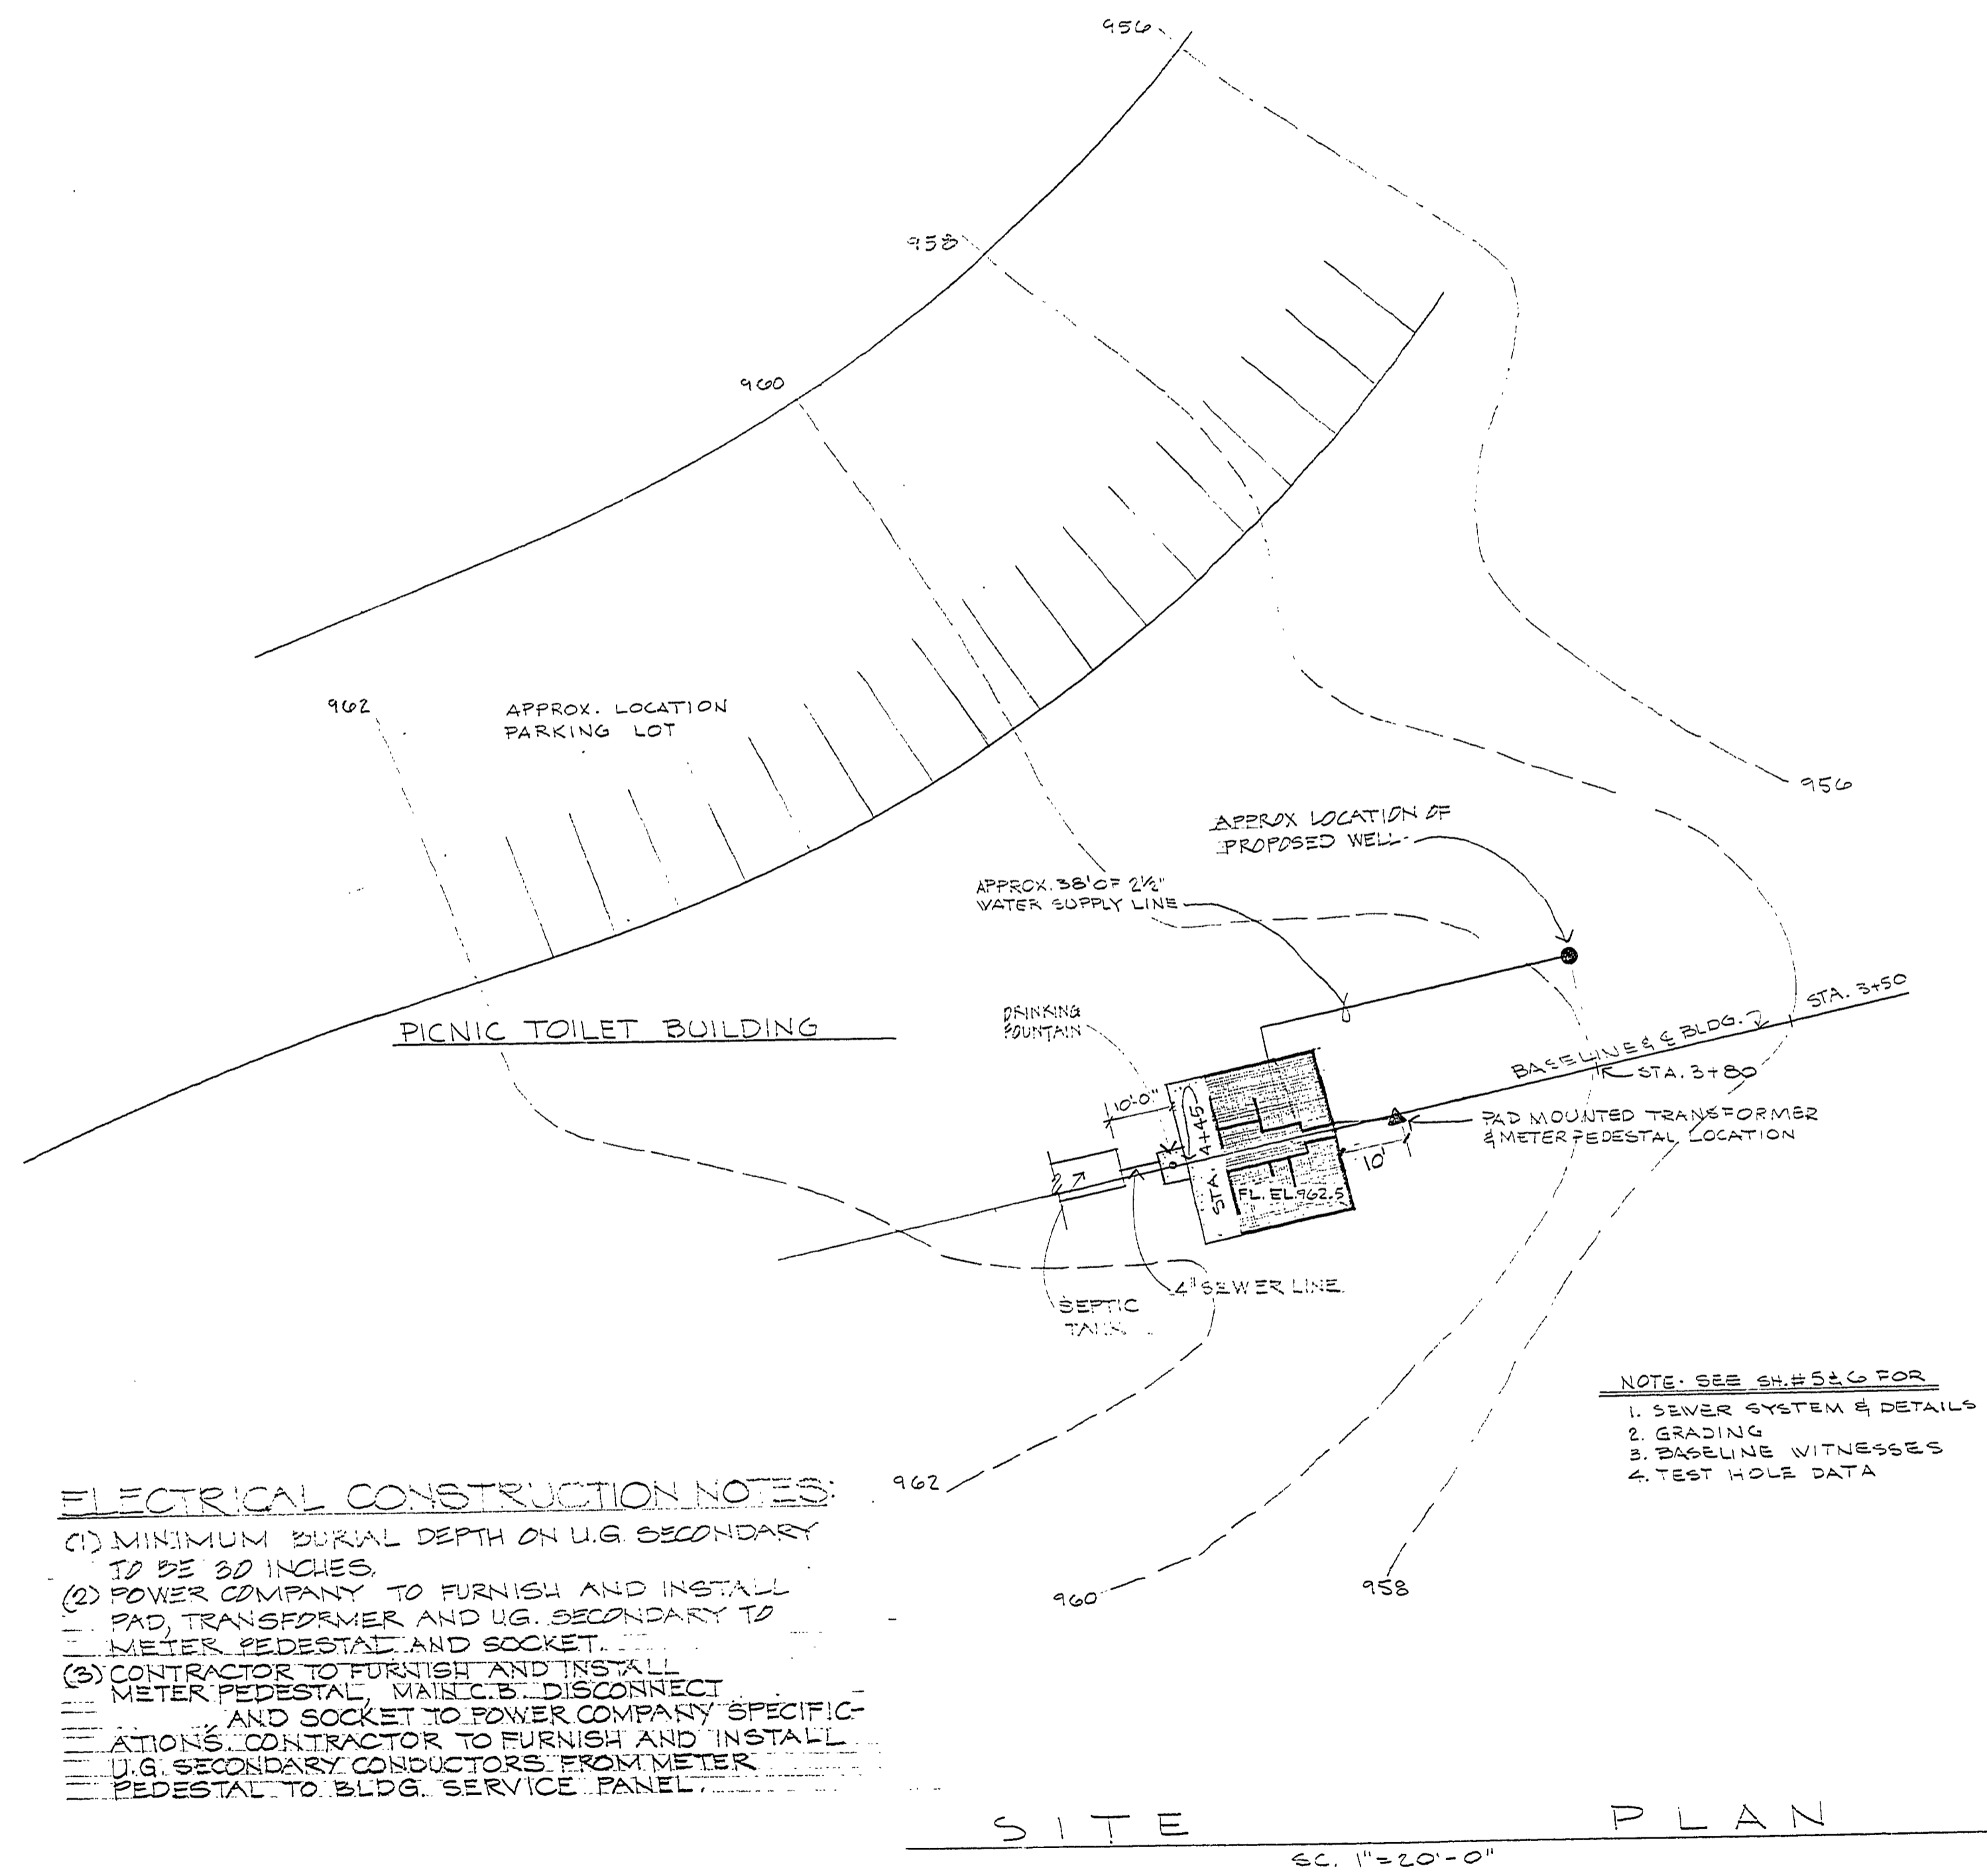 956
958
960
962
APPROX. LOCATION
PARKING LOT
956
APPROX LOCATION OF
PROPOSED WELL
APPROX. 38' OF 2½"
WATER SUPPLY LINE
PICNIC TOILET BUILDING
DRINKING
FOUNTAIN
STA. 3+50
BASELINE & ℄ BLDG.
STA. 3+80
10'-0"
STA. 4+45
PAD MOUNTED TRANSFORMER
& METER PEDESTAL LOCATION
10'
FL. EL. 962.5
4" SEWER LINE
SEPTIC
TANK
NOTE: SEE SH. #5 & 6 FOR
1. SEWER SYSTEM & DETAILS
2. GRADING
3. BASELINE WITNESSES
4. TEST HOLE DATA
962
960
958
ELECTRICAL CONSTRUCTION NOTES:
(1) MINIMUM BURIAL DEPTH ON U.G. SECONDARY
TO BE 30 INCHES.
(2) POWER COMPANY TO FURNISH AND INSTALL
PAD, TRANSFORMER AND U.G. SECONDARY TO
METER PEDESTAL AND SOCKET.
(3) CONTRACTOR TO FURNISH AND INSTALL
METER PEDESTAL, MAIN C.B. DISCONNECT
AND SOCKET TO POWER COMPANY SPECIFIC-
ATIONS. CONTRACTOR TO FURNISH AND INSTALL
U.G. SECONDARY CONDUCTORS FROM METER
PEDESTAL TO BLDG. SERVICE PANEL.
SITE PLAN
SC. 1"=20'-0"